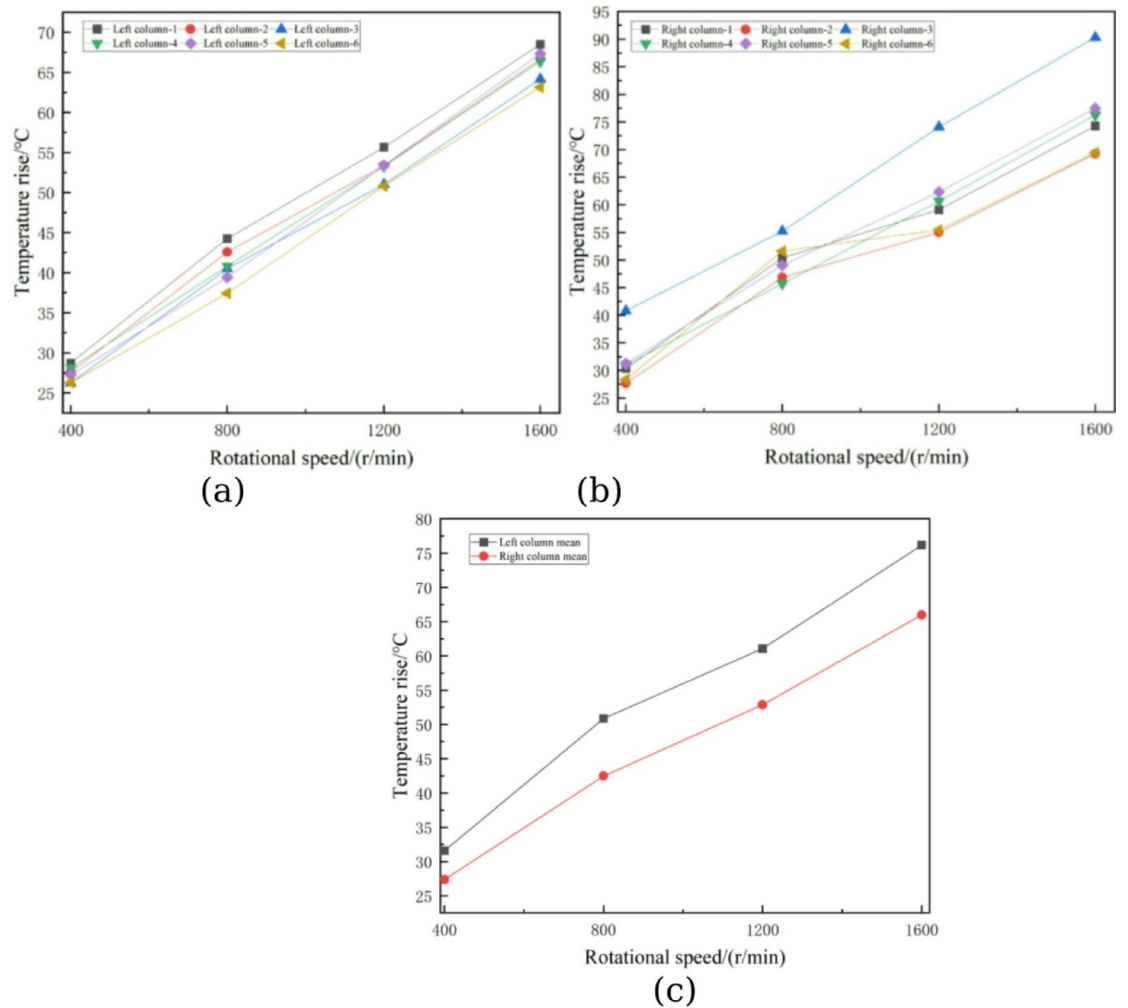 Left column-1 Left column-2 Left column-3
Left column-4 Left column-5 Left column-6
70
65
60
55
50
45
40
35
30
25
Temperature rise/°C
400 800 1200 1600
Rotational speed/(r/min)
(a)
Right column-1 Right column-2 Right column-3
Right column-4 Right column-5 Right column-6
95
90
85
80
75
70
65
60
55
50
45
40
35
30
25
Temperature rise/°C
400 800 1200 1600
Rotational speed/(r/min)
(b)
Left column mean
Right column mean
80
75
70
65
60
55
50
45
40
35
30
25
Temperature rise/°C
400 800 1200 1600
Rotational speed/(r/min)
(c)